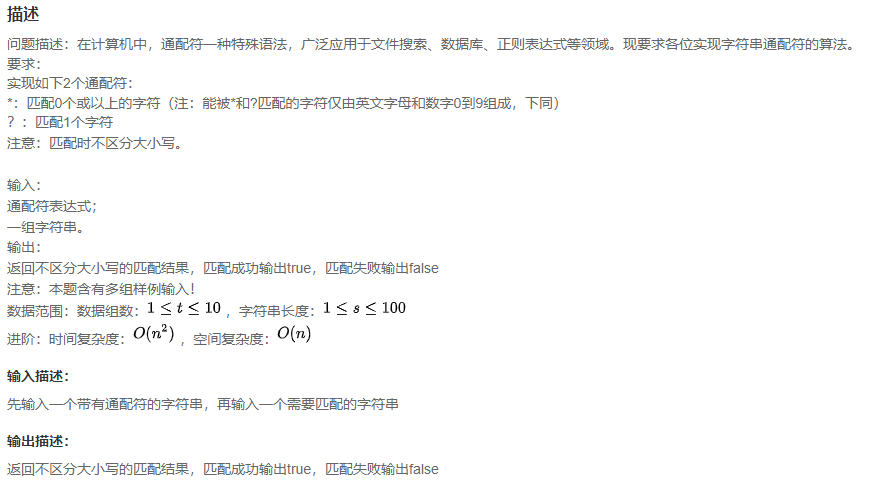 描述
问题描述：在计算机中，通配符一种特殊语法，广泛应用于文件搜索、数据库、正则表达式等领域。现要求各位实现字符串通配符的算法。
要求：
实现如下2个通配符：
*：匹配0个或以上的字符（注：能被*和?匹配的字符仅由英文字母和数字0到9组成，下同）
？：匹配1个字符
注意：匹配时不区分大小写。
输入：
通配符表达式；
一组字符串。
输出：
返回不区分大小写的匹配结果，匹配成功输出true，匹配失败输出false
注意：本题含有多组样例输入！
数据范围：数据组数：1 ≤ t ≤ 10 ，字符串长度：1 ≤ s ≤ 100
进阶：时间复杂度：O(n²) ，空间复杂度：O(n)
输入描述：
先输入一个带有通配符的字符串，再输入一个需要匹配的字符串
输出描述：
返回不区分大小写的匹配结果，匹配成功输出true，匹配失败输出false